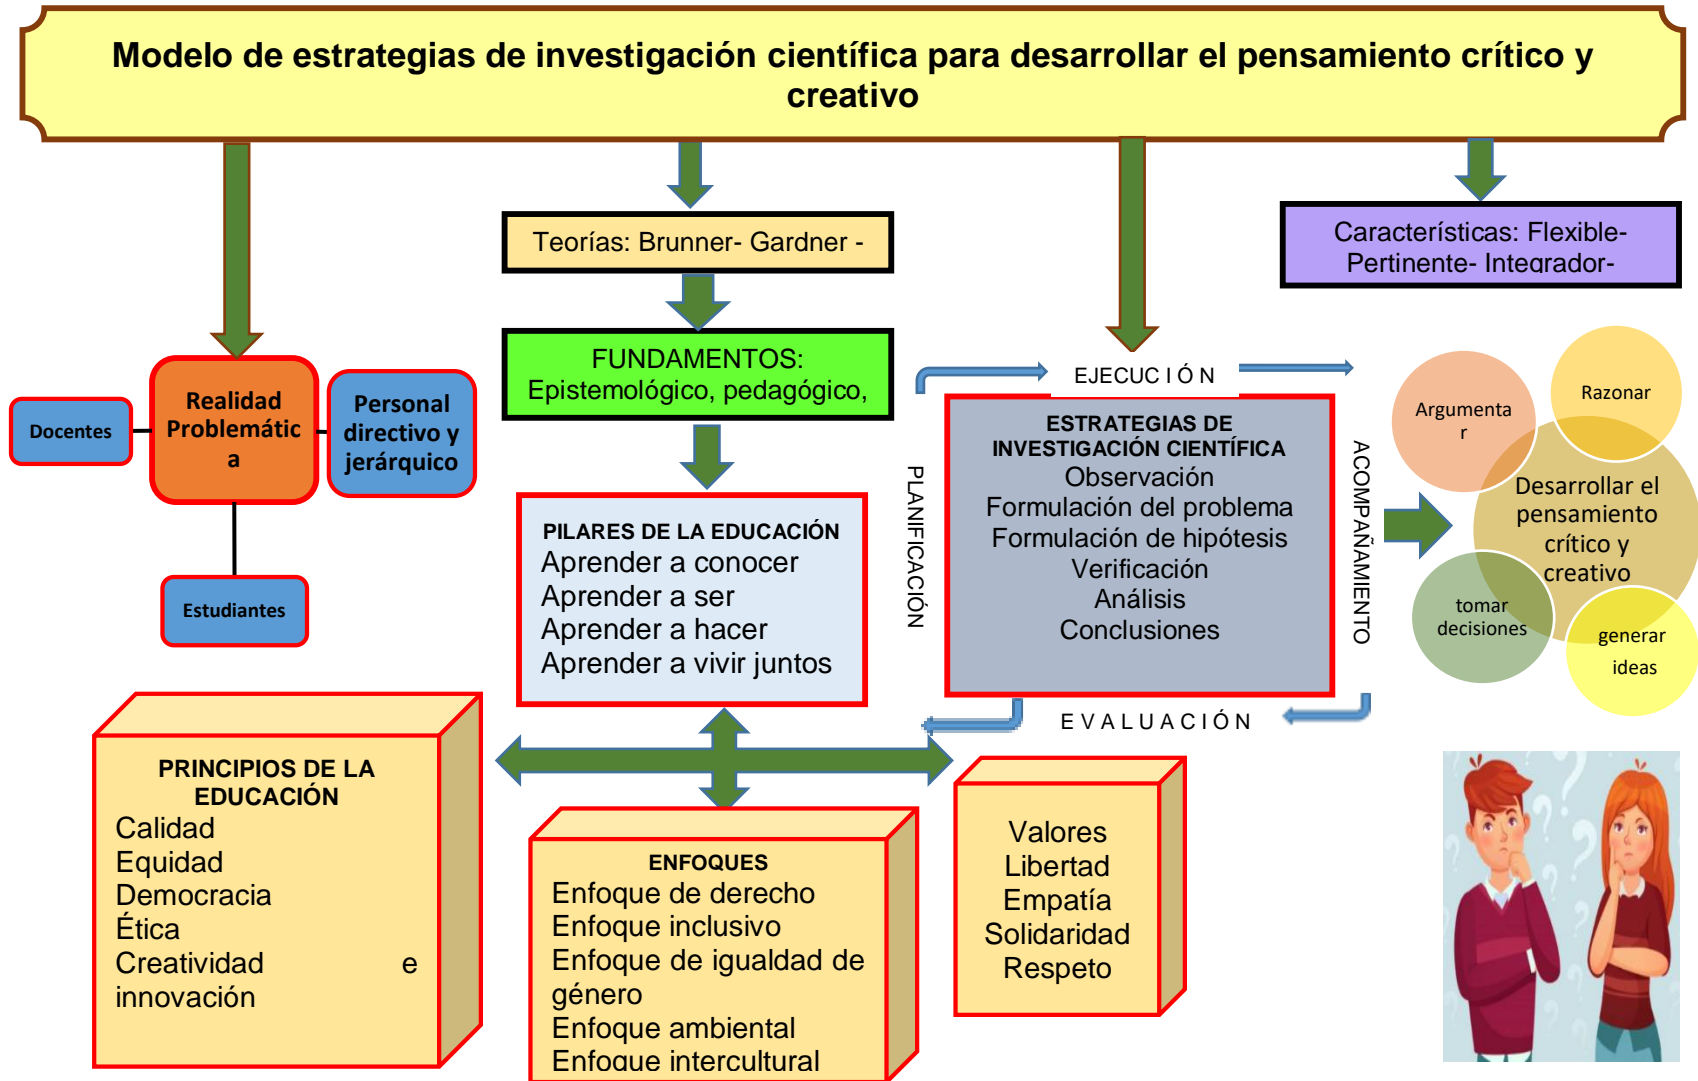 Modelo de estrategias de investigación científica para desarrollar el pensamiento crítico y
creativo
Teorías: Brunner- Gardner -
Características: Flexible-
Pertinente- Integrador-
FUNDAMENTOS:
Epistemológico, pedagógico,
Docentes
Realidad
Problemátic
a
Personal
directivo y
jerárquico
Estudiantes
PILARES DE LA EDUCACIÓN
Aprender a conocer
Aprender a ser
Aprender a hacer
Aprender a vivir juntos
PLANIFICACIÓN
EJECUC I Ó N
ESTRATEGIAS DE
INVESTIGACIÓN CIENTÍFICA
Observación
Formulación del problema
Formulación de hipótesis
Verificación
Análisis
Conclusiones
ACOMPAÑAMIENTO
E V A L U A C I Ó N
Argumenta
r
Razonar
Desarrollar el
pensamiento
crítico y
creativo
tomar
decisiones
generar
ideas
PRINCIPIOS DE LA
EDUCACIÓN
Calidad
Equidad
Democracia
Ética
Creatividad e
innovación
ENFOQUES
Enfoque de derecho
Enfoque inclusivo
Enfoque de igualdad de
género
Enfoque ambiental
Enfoque intercultural
Valores
Libertad
Empatía
Solidaridad
Respeto